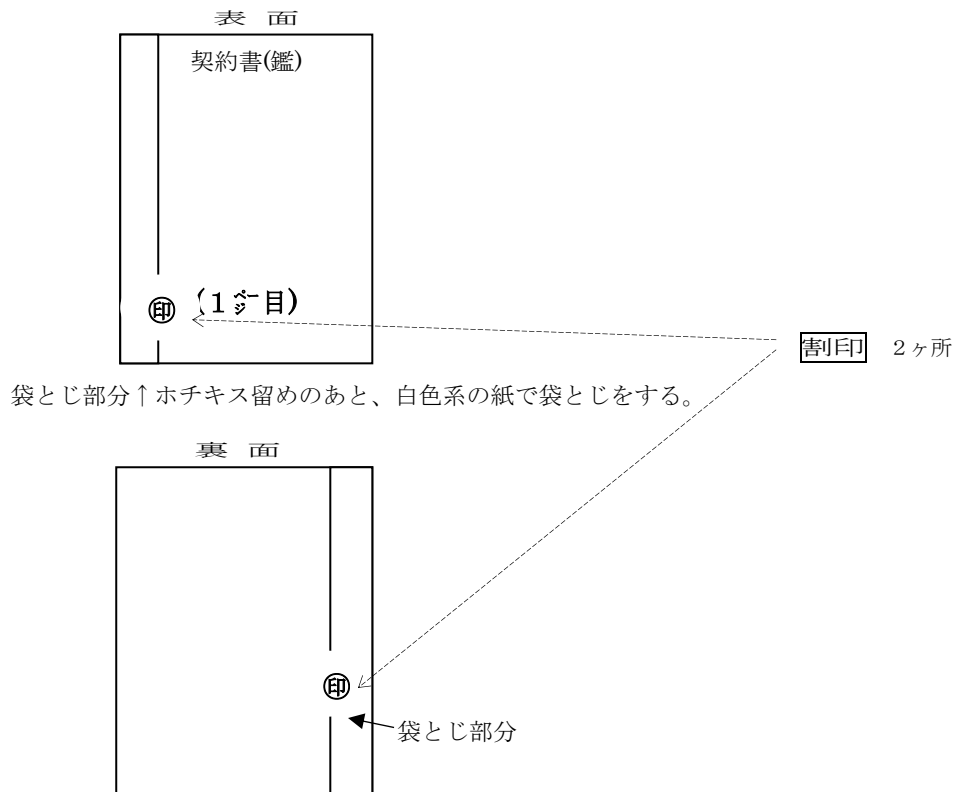 表 面
契約書(鑑)
㊞ (1㌻目)
割印 2ヶ所
袋とじ部分↑ホチキス留めのあと、白色系の紙で袋とじをする。
裏 面
㊞
袋とじ部分